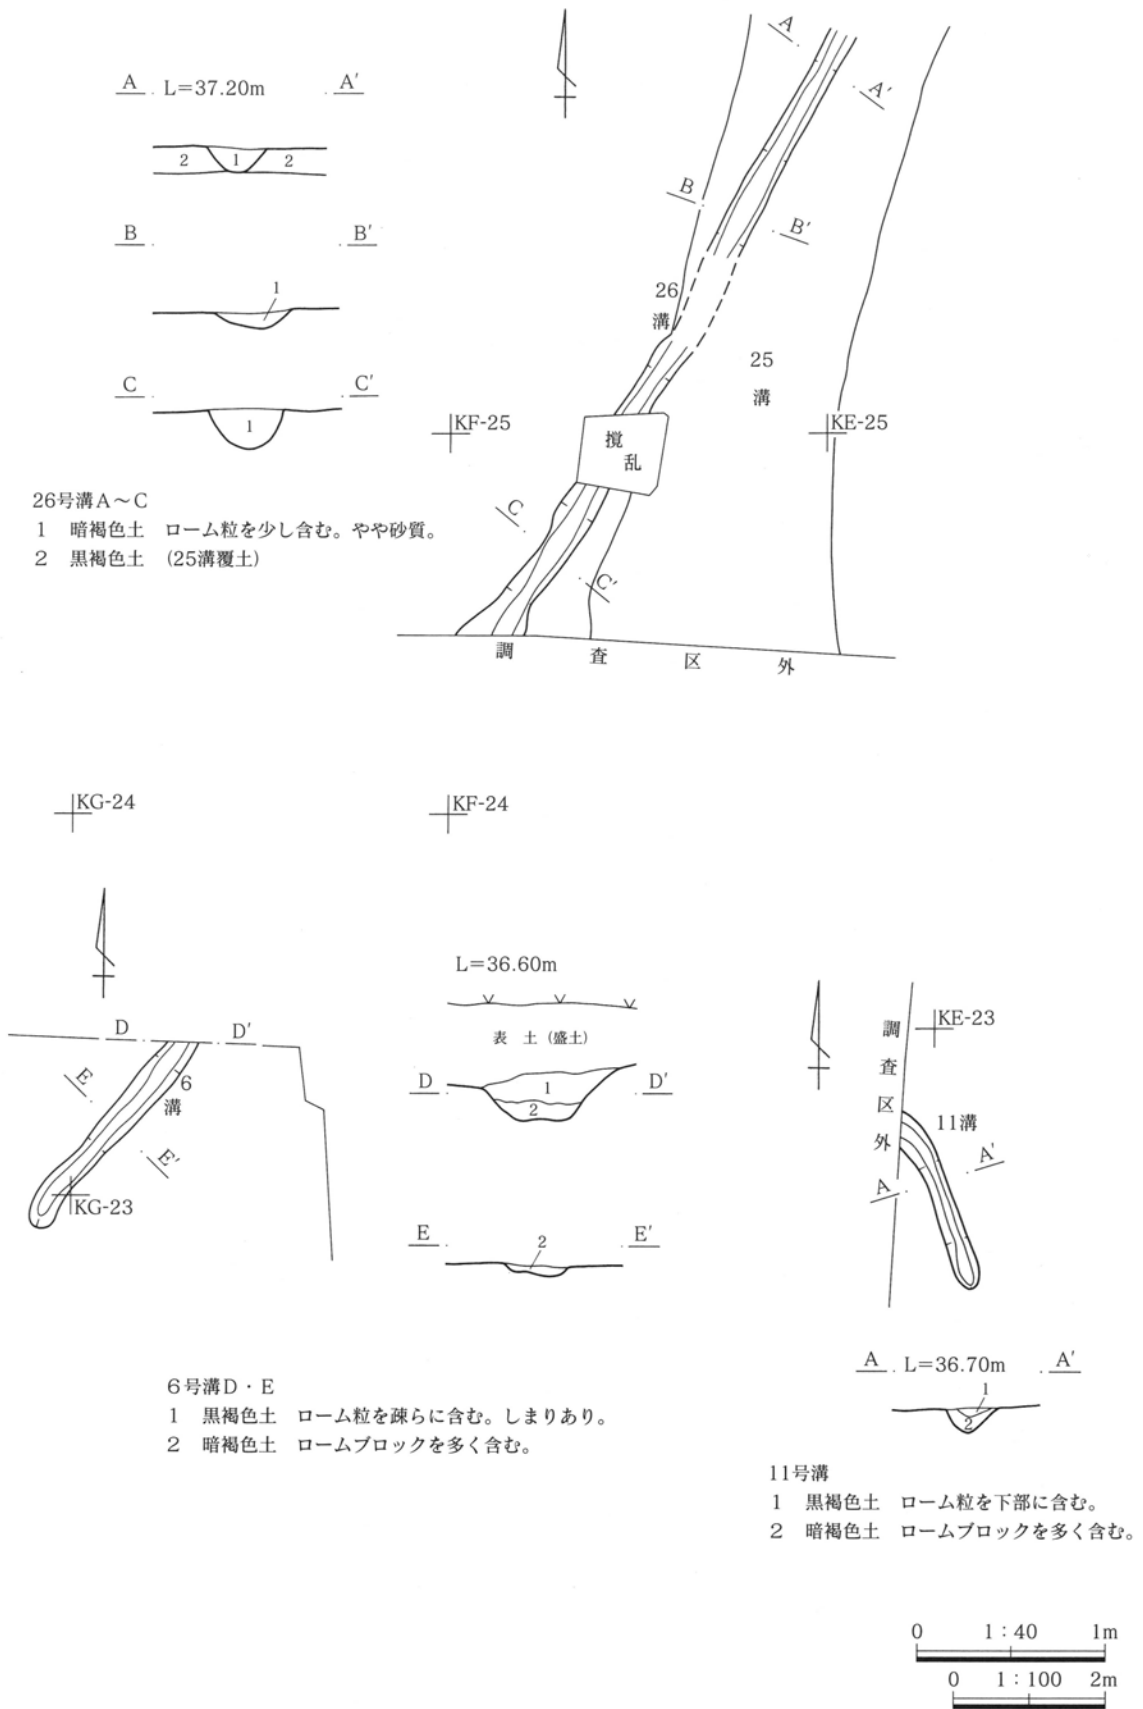 A L=37.20m A′
2 1 2
B B′
1
C C′
1
26号溝A～C
1 暗褐色土 ローム粒を少し含む。やや砂質。
2 黒褐色土 (25溝覆土)
A
A′
B
B′
26
溝
25
溝
KF-25
KE-25
撹
乱
C
C′
調査区外
KG-24
KF-24
D D′
E
6
溝
E′
KG-23
L=36.60m
表土(盛土)
D D′
1
2
E E′
2
6号溝D・E
1 黒褐色土 ローム粒を疎らに含む。しまりあり。
2 暗褐色土 ロームブロックを多く含む。
調
査
区
外
KE-23
11溝
A
A′
A L=36.70m A′
1
2
11号溝
1 黒褐色土 ローム粒を下部に含む。
2 暗褐色土 ロームブロックを多く含む。
0 1：40 1m
0 1：100 2m